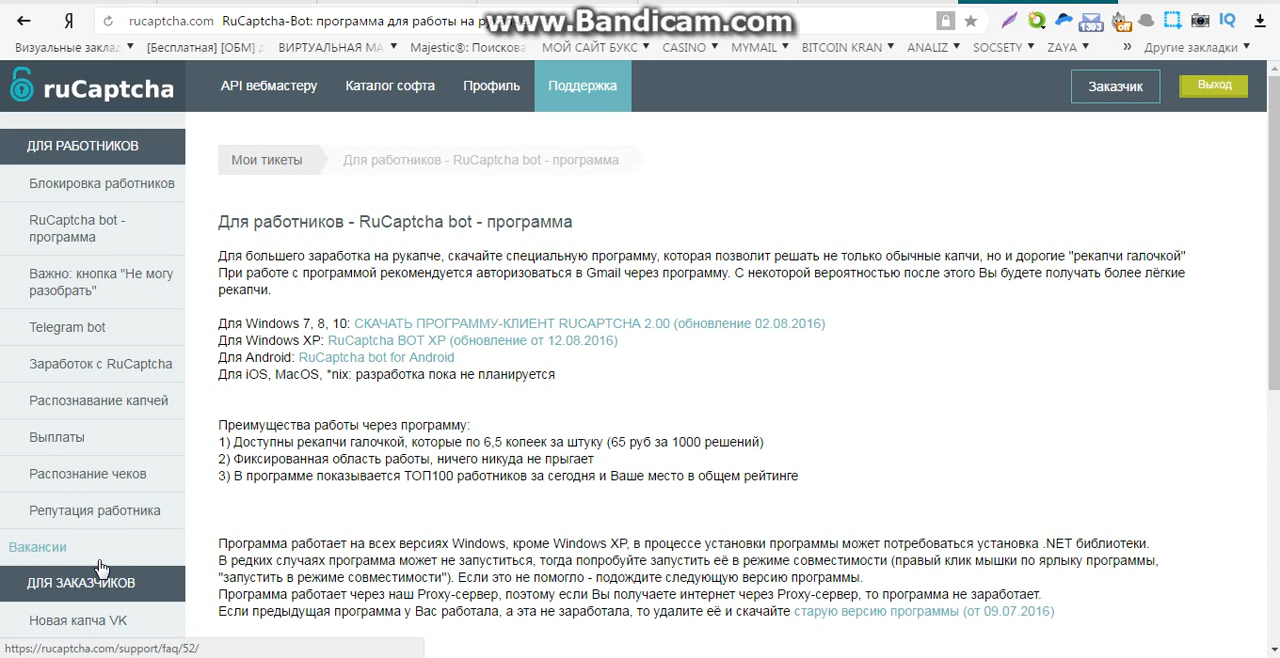 rucaptcha.com RuCaptcha-Bot: программа для работы на
www.Bandicam.com
1393
off
IQ
Визуальные заклад
[Бесплатная] [ОБМ]
ВИРТУАЛЬНАЯ МА
Majestic®: Поискова
МОЙ САЙТ БУКС
CASINO
MYMAIL
BITCOIN KRAN
ANALIZ
SOCSETY
ZAYA
» Другие закладки
ruCaptcha
API вебмастеру
Каталог софта
Профиль
Поддержка
Заказчик
Выход
ДЛЯ РАБОТНИКОВ
Блокировка работников
RuCaptcha bot -
программа
Важно: кнопка "Не могу
разобрать"
Telegram bot
Заработок с RuCaptcha
Распознавание капчей
Выплаты
Распознание чеков
Репутация работника
Вакансии
ДЛЯ ЗАКАЗЧИКОВ
Новая капча VK
https://rucaptcha.com/support/faq/52/
Мои тикеты
Для работников - RuCaptcha bot - программа
Для работников - RuCaptcha bot - программа
Для большего заработка на рукапче, скачайте специальную программу, которая позволит решать не только обычные капчи, но и дорогие "рекапчи галочкой"
При работе с программой рекомендуется авторизоваться в Gmail через программу. С некоторой вероятностью после этого Вы будете получать более лёгкие
рекапчи.
Для Windows 7, 8, 10: СКАЧАТЬ ПРОГРАММУ-КЛИЕНТ RUCAPTCHA 2.00 (обновление 02.08.2016)
Для Windows XP: RuCaptcha BOT XP (обновление от 12.08.2016)
Для Android: RuCaptcha bot for Android
Для iOS, MacOS, *nix: разработка пока не планируется
Преимущества работы через программу:
1) Доступны рекапчи галочкой, которые по 6,5 копеек за штуку (65 руб за 1000 решений)
2) Фиксированная область работы, ничего никуда не прыгает
3) В программе показывается ТОП100 работников за сегодня и Ваше место в общем рейтинге
Программа работает на всех версиях Windows, кроме Windows XP, в процессе установки программы может потребоваться установка .NET библиотеки.
В редких случаях программа может не запуститься, тогда попробуйте запустить её в режиме совместимости (правый клик мышки по ярлыку программы,
"запустить в режиме совместимости"). Если это не помогло - подождите следующую версию программы.
Программа работает через наш Proxy-сервер, поэтому если Вы получаете интернет через Proxy-сервер, то программа не заработает.
Если предыдущая программа у Вас работала, а эта не заработала, то удалите её и скачайте старую версию программы (от 09.07.2016)